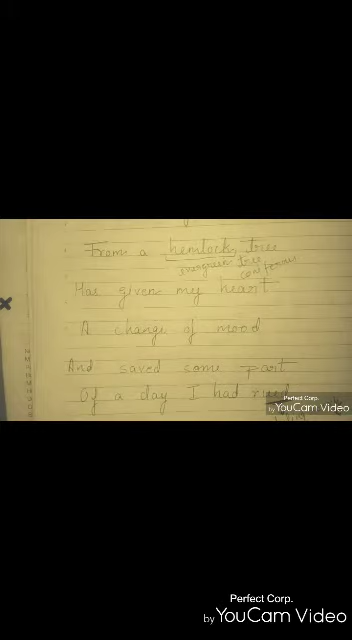 From a hemlock tree
evergreen tree
coniferous
Has given my heart
A change of mood
And saved some part
Of a day I had rued
Perfect Corp.
by YouCam Video
Perfect Corp.
by YouCam Video